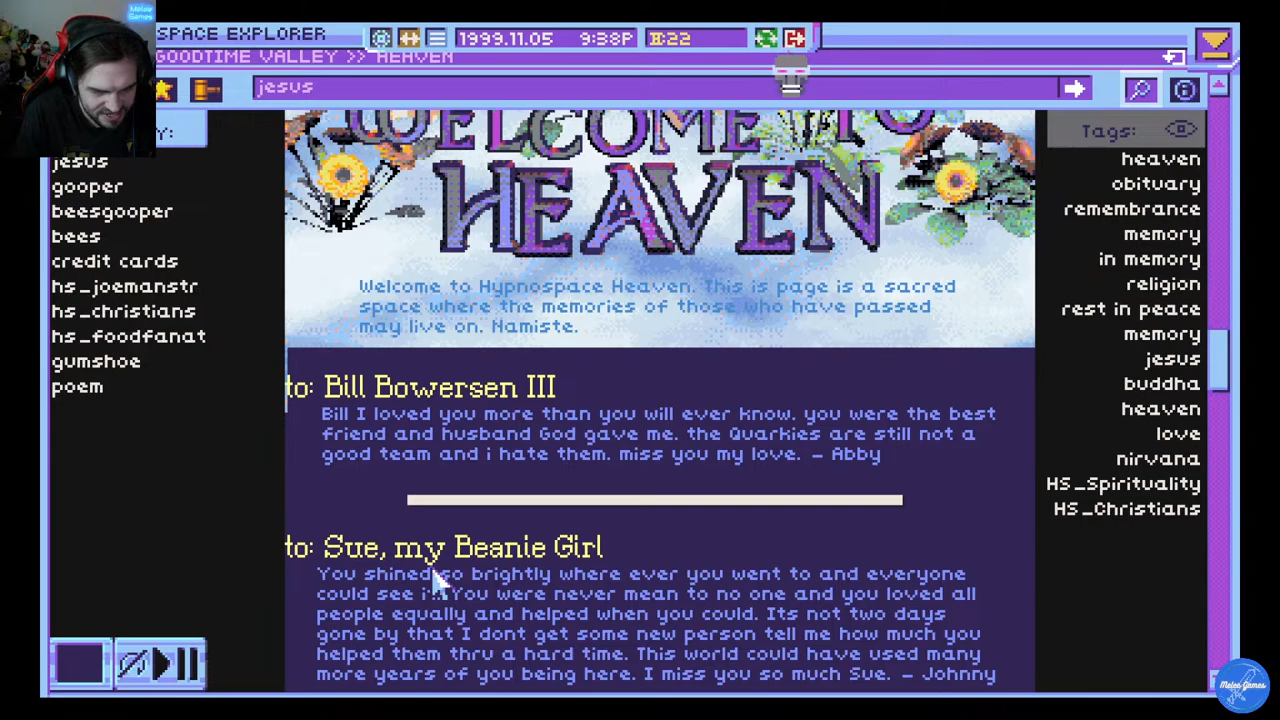 Melee Games
SPACE EXPLORER
1999.11.05 9:38P
22
GOODTIME VALLEY >> HEAVEN
jesus
Y:
jesus
gooper
beesgooper
bees
credit cards
hs_joemanstr
hs_christians
hs_foodfanat
gumshoe
poem
WELCOME TO
HEAVEN
Welcome to Hypnospace Heaven. This is page is a sacred
space where the memories of those who have passed
may live on. Namiste.
to: Bill Bowersen III
Bill I loved you more than you will ever know. you were the best
friend and husband God gave me. the Quarkies are still not a
good team and i hate them. miss you my love. - Abby
to: Sue, my Beanie Girl
You shined so brightly where ever you went to and everyone
could see You were never mean to no one and you loved all
people equally and helped when you could. Its not two days
gone by that I dont get some new person tell me how much you
helped them thru a hard time. This world could have used many
more years of you being here. I miss you so much Sue. - Johnny
Tags:
heaven
obituary
remembrance
memory
in memory
religion
rest in peace
memory
jesus
buddha
heaven
love
nirvana
HS_Spirituality
HS_Christians
Melee Games